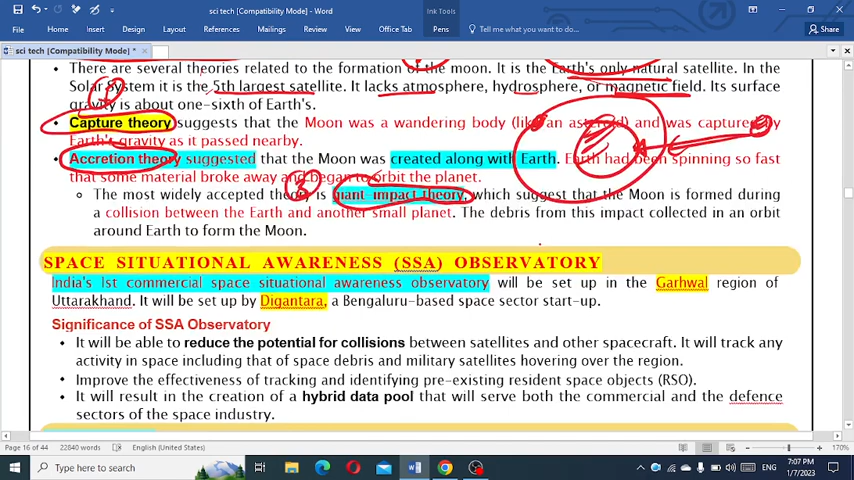 sci tech [Compatibility Mode] - Word
Ink Tools
File Home Insert Draw Design Layout References Mailings Review View Office Tab Pens Tell me what you want to do... Share
sci tech [Compatibility Mode] *
There are several theories related to the formation of the moon. It is the Earth's only natural satellite. In the
Solar System it is the 5th largest satellite. It lacks atmosphere, hydrosphere, or magnetic field. Its surface
gravity is about one-sixth of Earth's.
Capture theory suggests that the Moon was a wandering body (like an asteroid) and was captured by
Earth's gravity as it passed nearby.
Accretion theory suggested that the Moon was created along with Earth. Earth had been spinning so fast
that some material broke away and began to orbit the planet.
The most widely accepted theory is giant impact theory, which suggest that the Moon is formed during
a collision between the Earth and another small planet. The debris from this impact collected in an orbit
around Earth to form the Moon.
SPACE SITUATIONAL AWARENESS (SSA) OBSERVATORY
India's 1st commercial space situational awareness observatory will be set up in the Garhwal region of
Uttarakhand. It will be set up by Digantara, a Bengaluru-based space sector start-up.
Significance of SSA Observatory
It will be able to reduce the potential for collisions between satellites and other spacecraft. It will track any
activity in space including that of space debris and military satellites hovering over the region.
Improve the effectiveness of tracking and identifying pre-existing resident space objects (RSO).
It will result in the creation of a hybrid data pool that will serve both the commercial and the defence
sectors of the space industry.
Page 16 of 44 22840 words English (United States) 170%
Type here to search ENG 7:07 PM
1/7/2023